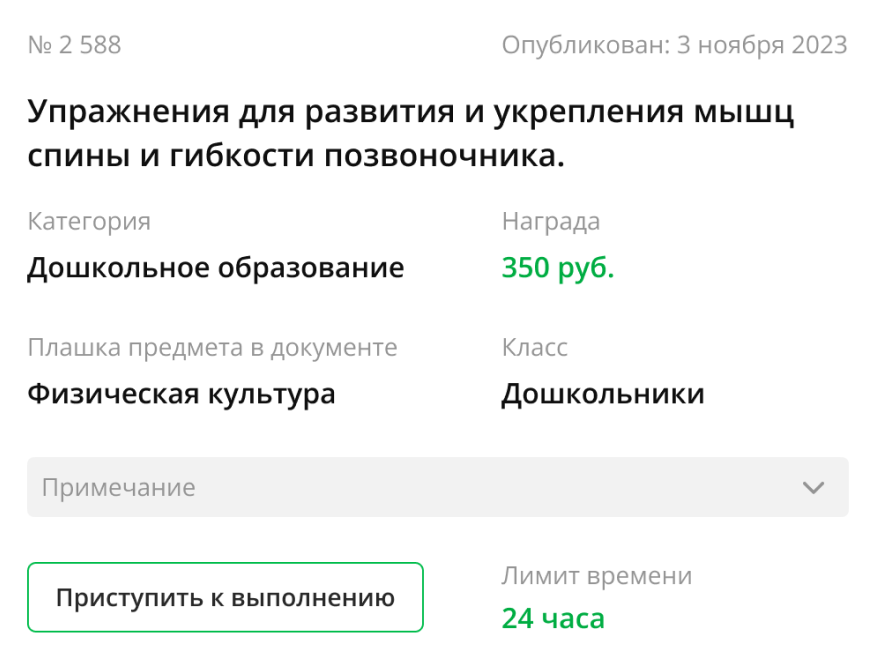 № 2 588
Опубликован: 3 ноября 2023
Упражнения для развития и укрепления мышц
спины и гибкости позвоночника.
Категория
Дошкольное образование
Награда
350 руб.
Плашка предмета в документе
Физическая культура
Класс
Дошкольники
Примечание
Приступить к выполнению
Лимит времени
24 часа